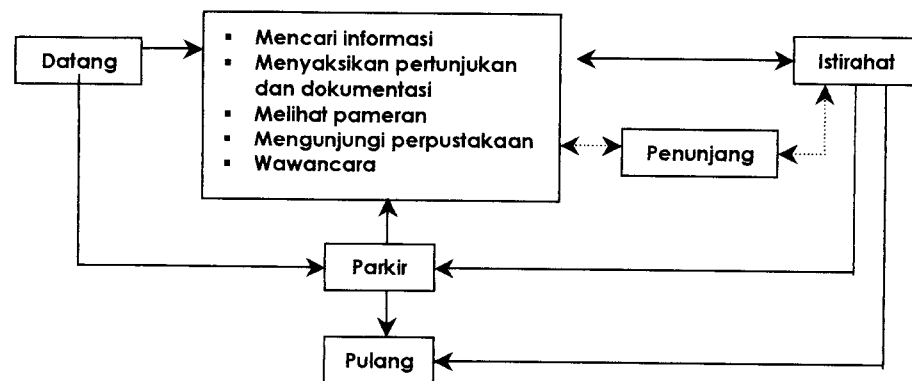 Datang
▪ Mencari informasi
▪ Menyaksikan pertunjukan
dan dokumentasi
▪ Melihat pameran
▪ Mengunjungi perpustakaan
▪ Wawancara
Istirahat
Penunjang
Parkir
Pulang